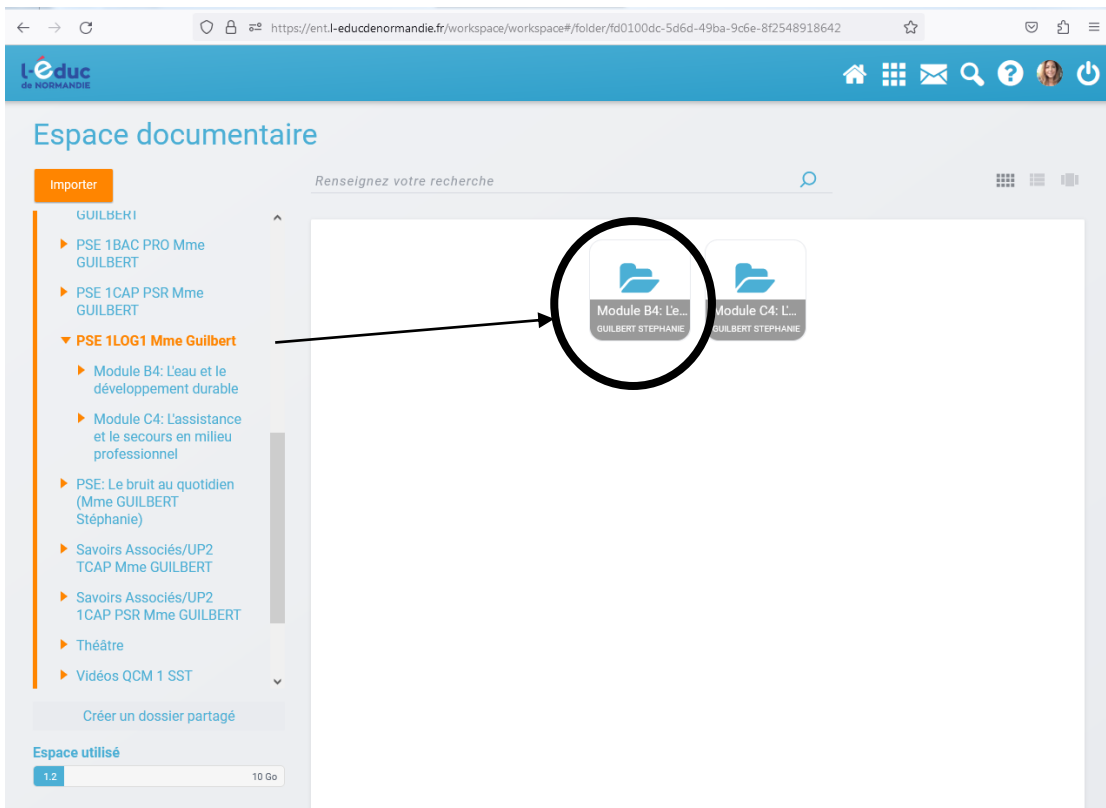 https://ent.l-educdenormandie.fr/workspace/workspace#/folder/fd0100dc-5d6d-49ba-9c6e-8f2548918642
l-éduc
de NORMANDIE
Espace documentaire
Importer
Renseignez votre recherche
GUILBERT
PSE 1BAC PRO Mme
GUILBERT
PSE 1CAP PSR Mme
GUILBERT
PSE 1LOG1 Mme Guilbert
Module B4: L'eau et le
développement durable
Module C4: L'assistance
et le secours en milieu
professionnel
PSE: Le bruit au quotidien
(Mme GUILBERT
Stéphanie)
Savoirs Associés/UP2
TCAP Mme GUILBERT
Savoirs Associés/UP2
1CAP PSR Mme GUILBERT
Théâtre
Vidéos QCM 1 SST
Créer un dossier partagé
Espace utilisé
1.2 10 Go
Module B4: L'e...
GUILBERT STEPHANIE
Module C4: L'...
GUILBERT STEPHANIE